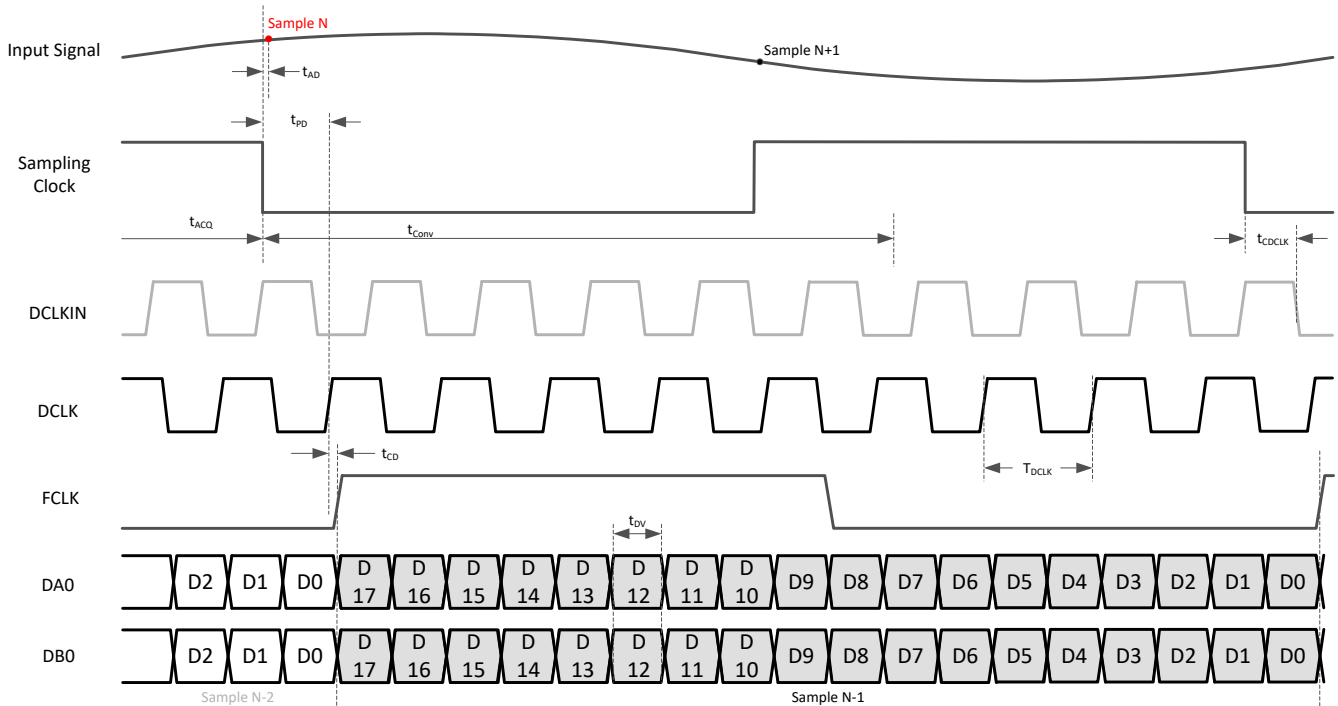 Sample N
Input Signal
Sample N+1
tAD
tPD
Sampling
Clock
tACQ
tConv
tCDCLK
DCLKIN
DCLK
tCD
TDCLK
FCLK
tDV
DA0
D2 D1 D0 D D D D D D D D D9 D8 D7 D6 D5 D4 D3 D2 D1 D0
17 16 15 14 13 12 11 10
DB0
D2 D1 D0 D D D D D D D D D9 D8 D7 D6 D5 D4 D3 D2 D1 D0
17 16 15 14 13 12 11 10
Sample N-2
Sample N-1